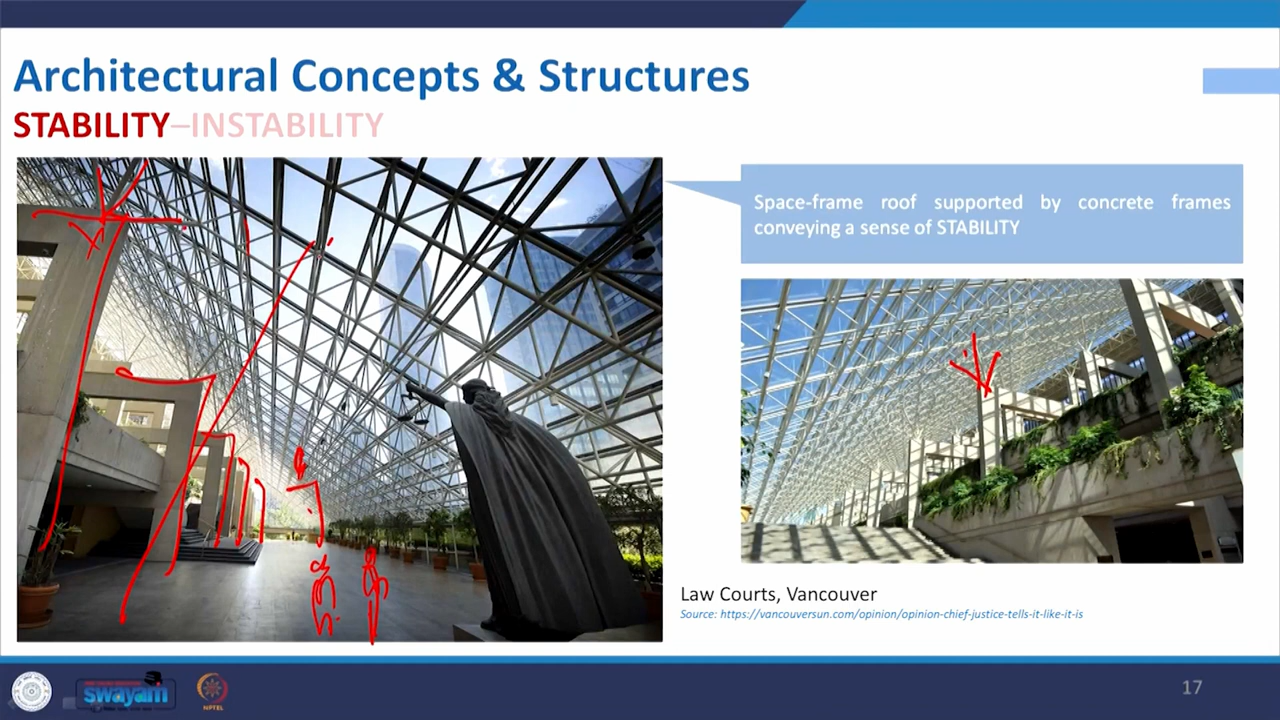 Architectural Concepts & Structures
STABILITY–INSTABILITY
Space-frame roof supported by concrete frames
conveying a sense of STABILITY
Law Courts, Vancouver
Source: https://vancouversun.com/opinion/opinion-chief-justice-tells-it-like-it-is
swayam
NPTEL
17